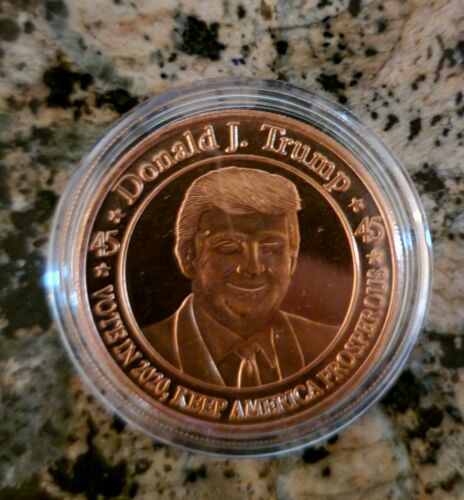 Donald J. Trump
45
45
VOTE IN 2020, KEEP AMERICA PROSPEROUS